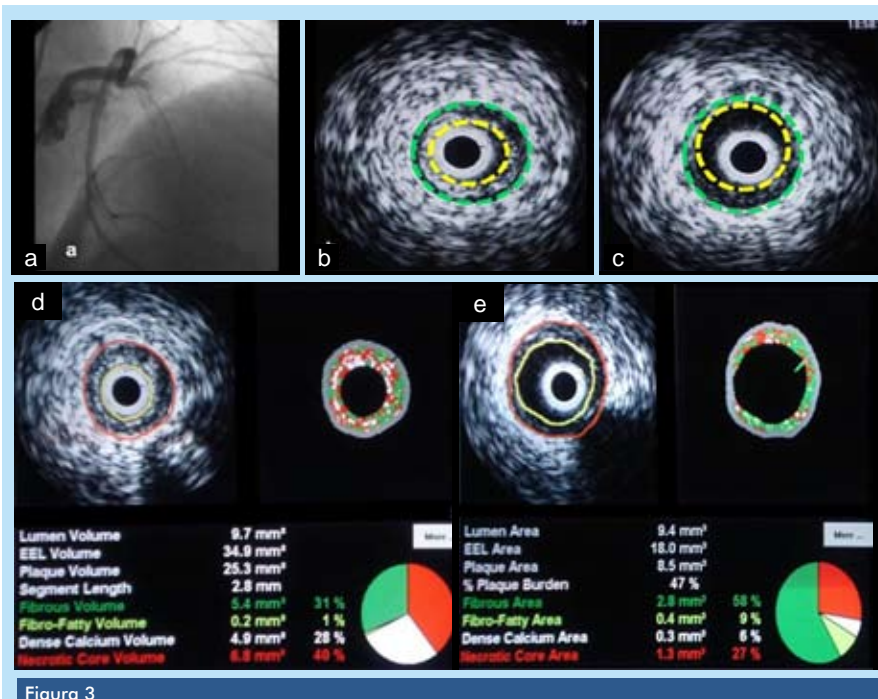 a
a
b
c
d
Lumen Volume 9.7 mm³
EEL Volume 34.9 mm³
Plaque Volume 25.3 mm³
Segment Length 2.8 mm
Fibrous Volume 5.4 mm³ 31 %
Fibro-Fatty Volume 0.2 mm³ 1 %
Dense Calcium Volume 4.9 mm³ 28 %
Necrotic Core Volume 6.8 mm³ 40 %
More ...
e
Lumen Area 9.4 mm²
EEL Area 18.0 mm²
Plaque Area 8.5 mm²
% Plaque Burden 47 %
Fibrous Area 2.8 mm² 58 %
Fibro-Fatty Area 0.4 mm² 9 %
Dense Calcium Area 0.3 mm² 6 %
Necrotic Core Area 1.3 mm² 27 %
More ...
Figura 3